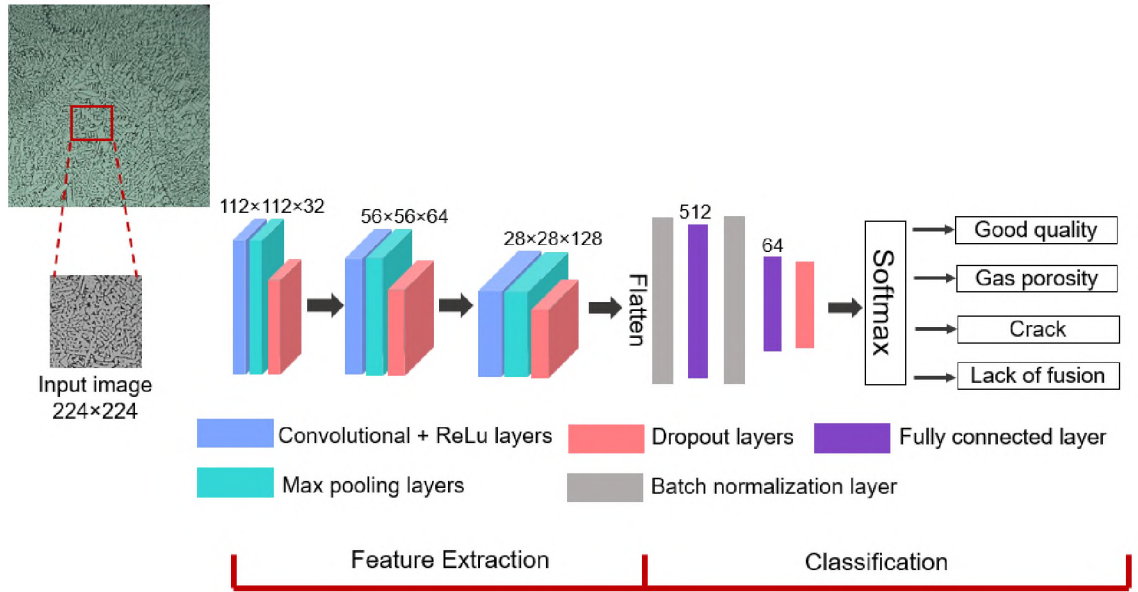 112×112×32
56×56×64
28×28×128
512
64
Input image
224×224
Flatten
Softmax
Good quality
Gas porosity
Crack
Lack of fusion
Convolutional + ReLu layers
Dropout layers
Fully connected layer
Max pooling layers
Batch normalization layer
Feature Extraction
Classification